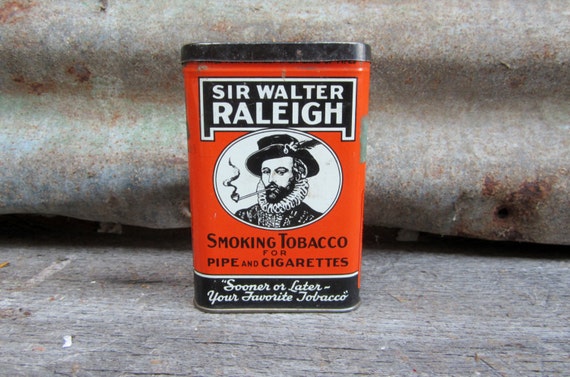 SIR WALTER
RALEIGH
SMOKING TOBACCO
FOR
PIPE AND CIGARETTES
"Sooner or Later~
Your Favorite Tobacco"